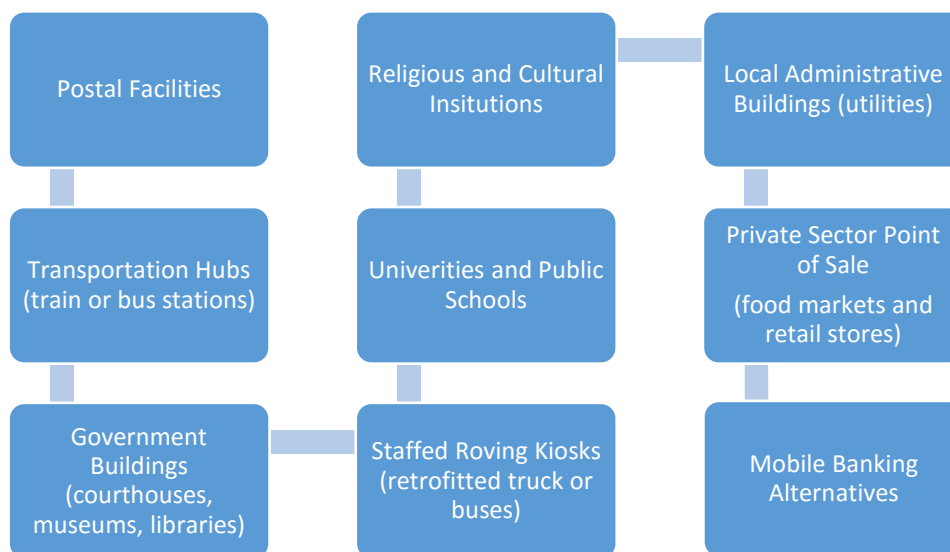 Postal Facilities
Transportation Hubs
(train or bus stations)
Government
Buildings
(courthouses,
museums, libraries)
Staffed Roving Kiosks
(retrofitted truck or
buses)
Univerities and Public
Schools
Religious and Cultural
Insitutions
Local Administrative
Buildings (utilities)
Private Sector Point
of Sale
(food markets and
retail stores)
Mobile Banking
Alternatives